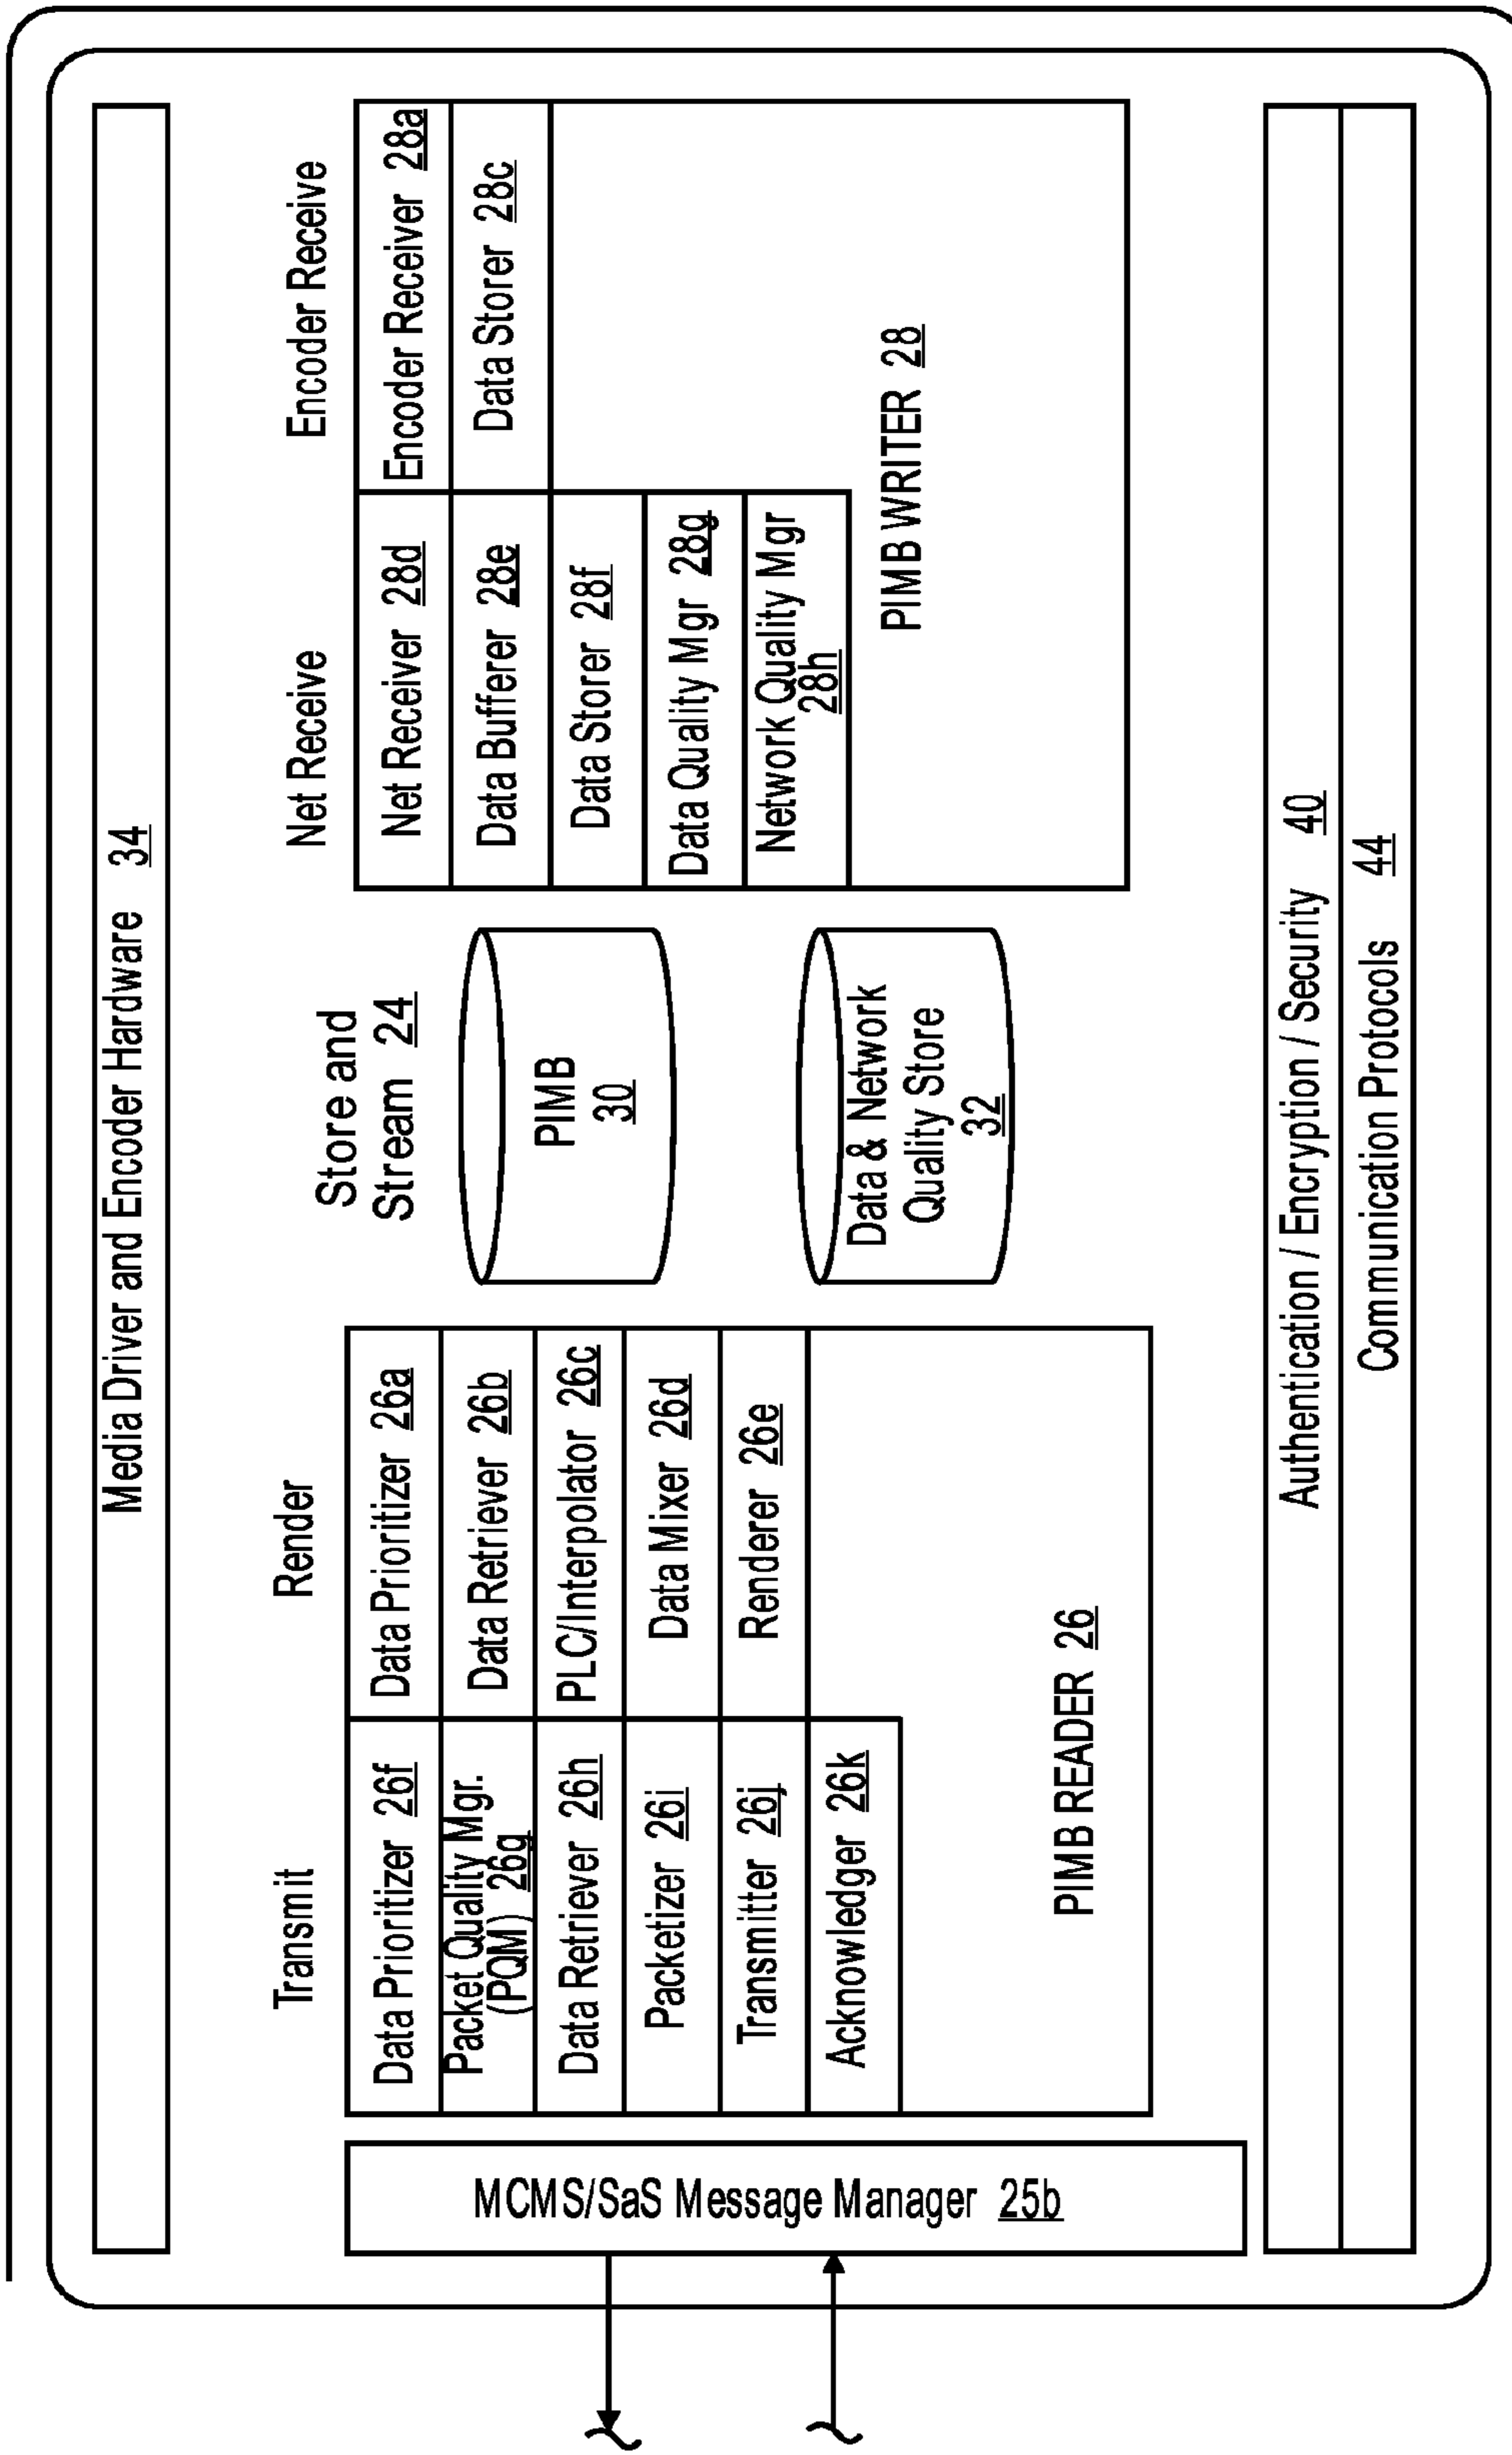 Media Driver and Encoder Hardware 34
Store and
Stream 24
MCMS/SaS Message Manager 25b
Transmit
Data Prioritizer 26f
Packet Quality Mgr.
(PQM) 26g
Data Retriever 26h
Packetizer 26i
Transmitter 26j
Acknowledger 26k
Render
Data Prioritizer 26a
Data Retriever 26b
PLC/Interpolator 26c
Data Mixer 26d
Renderer 26e
PIMB READER 26
PIMB
30
Data & Network
Quality Store
32
Net Receive
Net Receiver 28d
Data Bufferer 28e
Data Storer 28f
Data Quality Mgr 28g
Network Quality Mgr
28h
Encoder Receive
Encoder Receiver 28a
Data Storer 28c
PIMB WRITER 28
Authentication / Encryption / Security 40
Communication Protocols 44